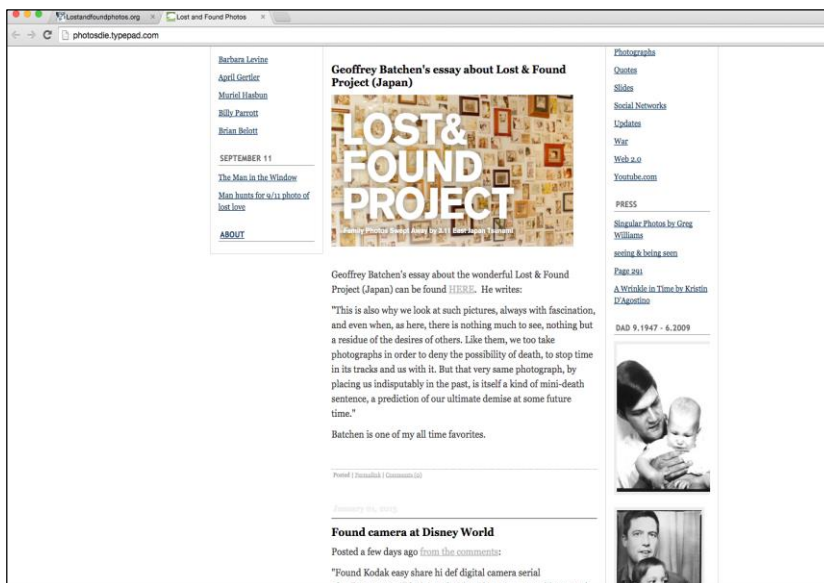 Lostandfoundphotos.org
Lost and Found Photos
photosdie.typepad.com
Barbara Levine
April Gertler
Muriel Hasbun
Billy Parrott
Brian Belott
SEPTEMBER 11
The Man in the Window
Man hunts for 9/11 photo of
lost love
ABOUT
Geoffrey Batchen's essay about Lost & Found
Project (Japan)
LOST&
FOUND
PROJECT
Family Photos Swept Away by 3.11 East Japan Tsunami
Geoffrey Batchen's essay about the wonderful Lost & Found
Project (Japan) can be found HERE. He writes:
"This is also why we look at such pictures, always with fascination,
and even when, as here, there is nothing much to see, nothing but
a residue of the desires of others. Like them, we too take
photographs in order to deny the possibility of death, to stop time
in its tracks and us with it. But that very same photograph, by
placing us indisputably in the past, is itself a kind of mini-death
sentence, a prediction of our ultimate demise at some future
time."
Batchen is one of my all time favorites.
Posted | Permalink | Comments (0)
Found camera at Disney World
Posted a few days ago from the comments:
"Found Kodak easy share hi def digital camera serial
Photographs
Quotes
Slides
Social Networks
Updates
War
Web 2.0
Youtube.com
PRESS
Singular Photos by Greg
Williams
seeing & being seen
Page 291
A Wrinkle in Time by Kristin
D'Agostino
DAD 9.1947 - 6.2009